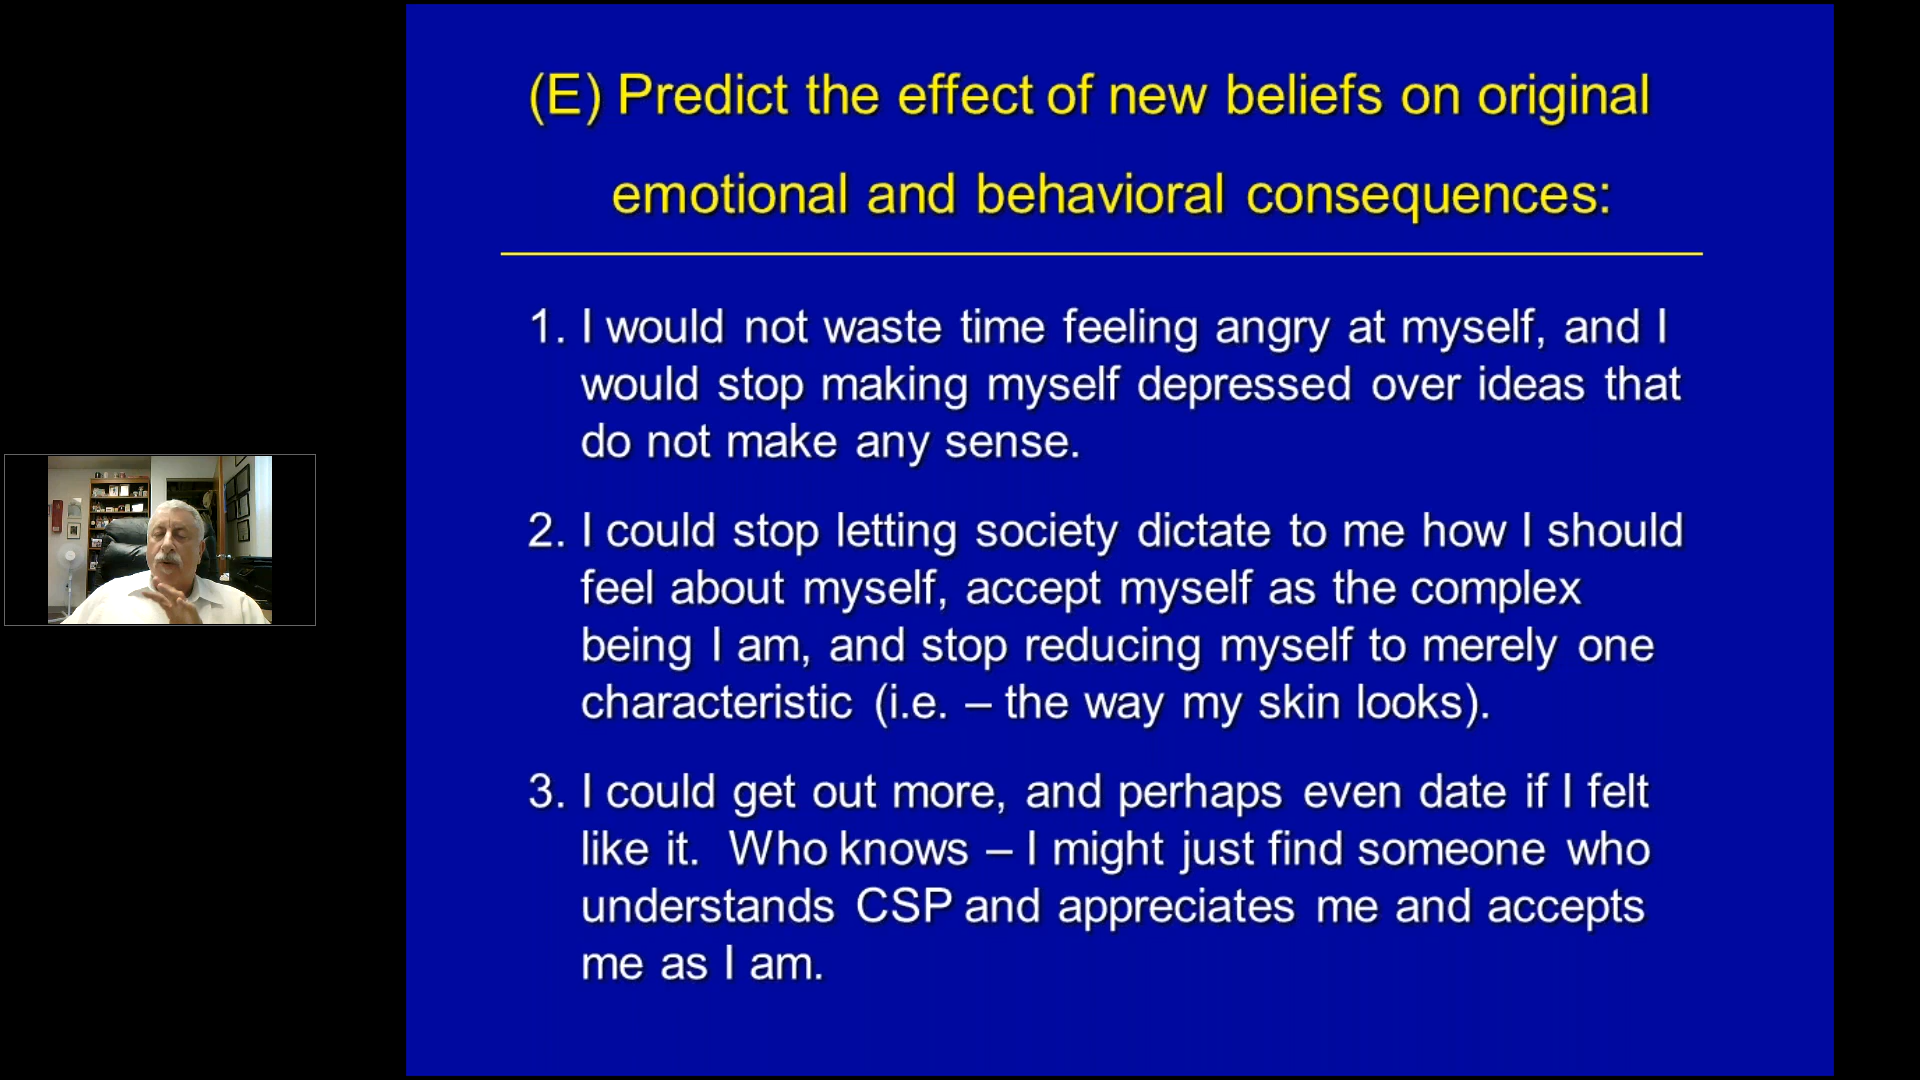 (E) Predict the effect of new beliefs on original
emotional and behavioral consequences:
1. I would not waste time feeling angry at myself, and I
would stop making myself depressed over ideas that
do not make any sense.
2. I could stop letting society dictate to me how I should
feel about myself, accept myself as the complex
being I am, and stop reducing myself to merely one
characteristic (i.e. – the way my skin looks).
3. I could get out more, and perhaps even date if I felt
like it. Who knows – I might just find someone who
understands CSP and appreciates me and accepts
me as I am.